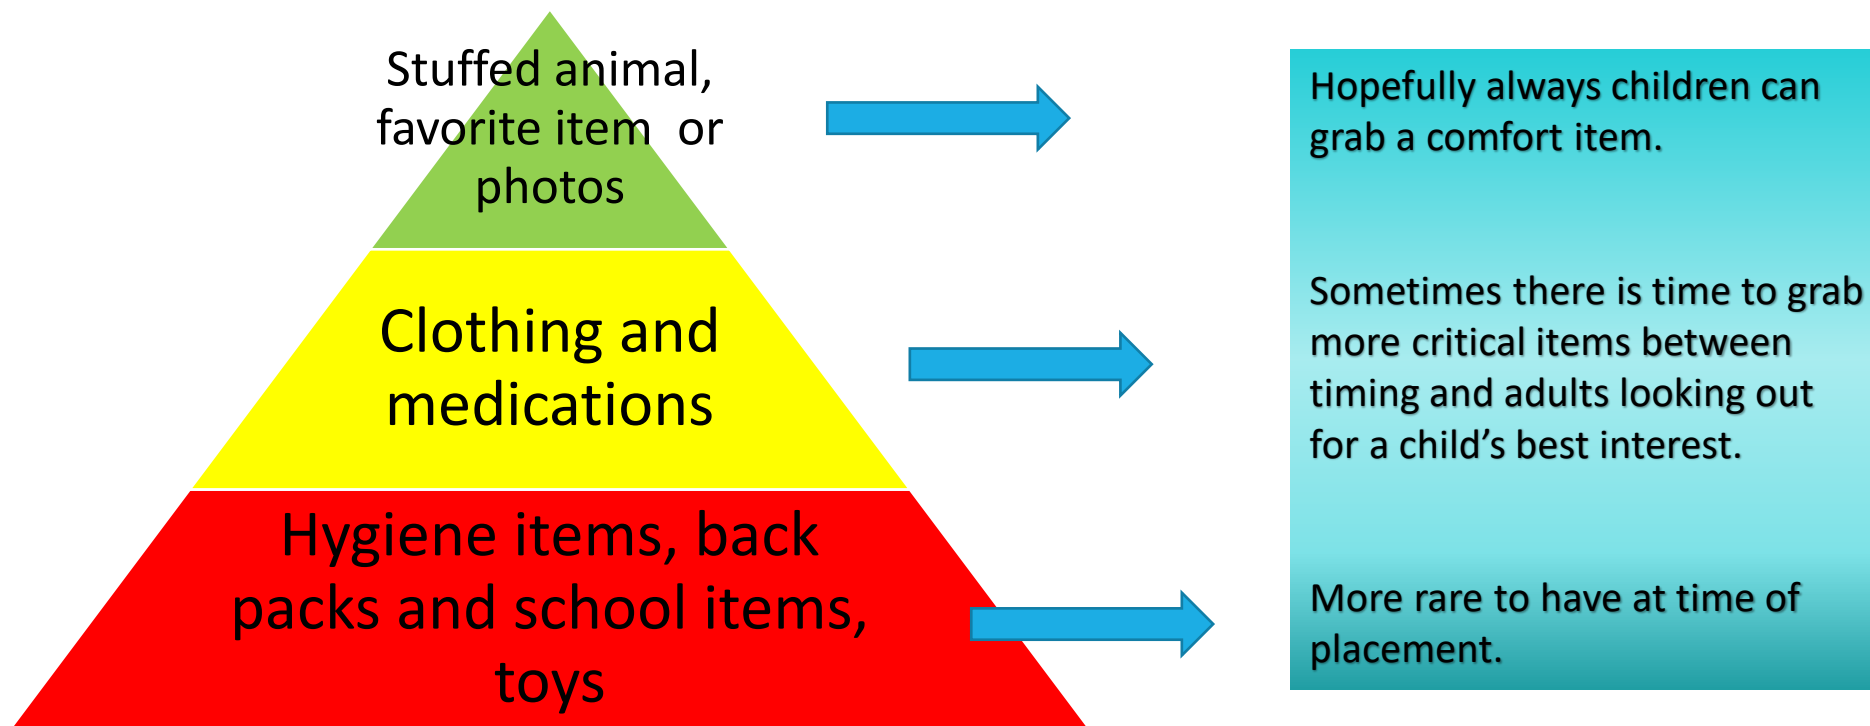 Stuffed animal,
favorite item  or
photos
Hopefully always children can
grab a comfort item.
Clothing and
medications
Sometimes there is time to grab
more critical items between
timing and adults looking out
for a child’s best interest.
Hygiene items, back
packs and school items,
toys
More rare to have at time of
placement.